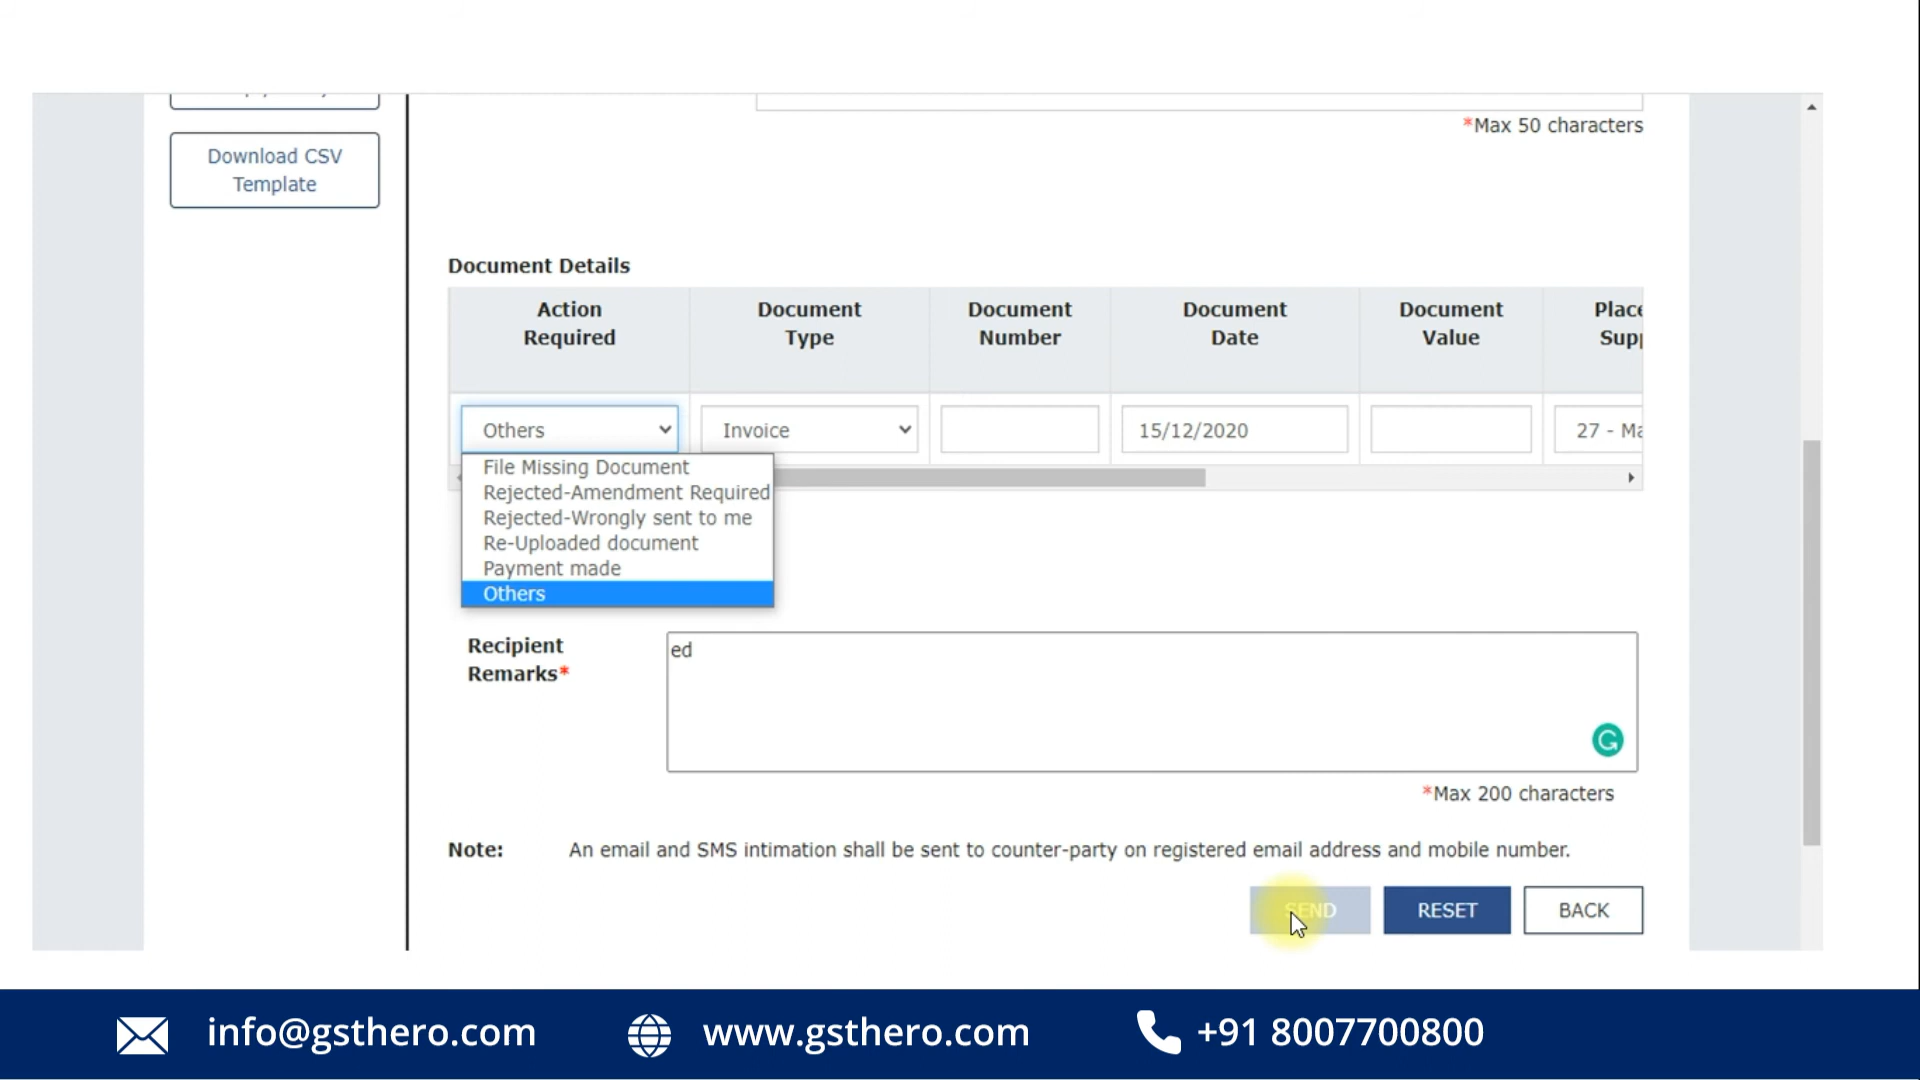 *Max 50 characters
Download CSV
Template
Document Details
Action
Required
Document
Type
Document
Number
Document
Date
Document
Value
Place
Others
Invoice
15/12/2020
27 -
File Missing Document
Rejected-Amendment Required
Rejected-Wrongly sent to me
Re-Uploaded document
Payment made
Others
Recipient
Remarks*
ed
*Max 200 characters
Note: An email and SMS intimation shall be sent to counter-party on registered email address and mobile number.
SEND
RESET
BACK
info@gsthero.com
www.gsthero.com
+91 8007700800